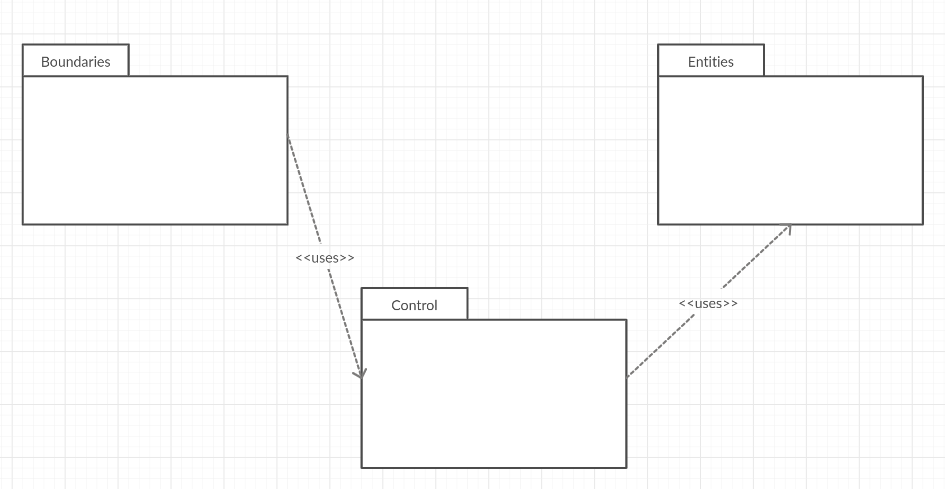 Boundaries
Entities
<<uses>>
Control
<<uses>>